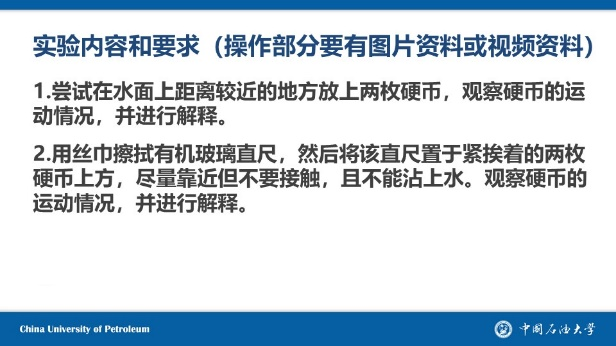 实验内容和要求（操作部分要有图片资料或视频资料）
1.尝试在水面上距离较近的地方放上两枚硬币，观察硬币的运
动情况，并进行解释。
2.用丝巾擦拭有机玻璃直尺，然后将该直尺置于紧挨着的两枚
硬币上方，尽量靠近但不要接触，且不能沾上水。观察硬币的
运动情况，并进行解释。
China University of Petroleum
中国石油大学